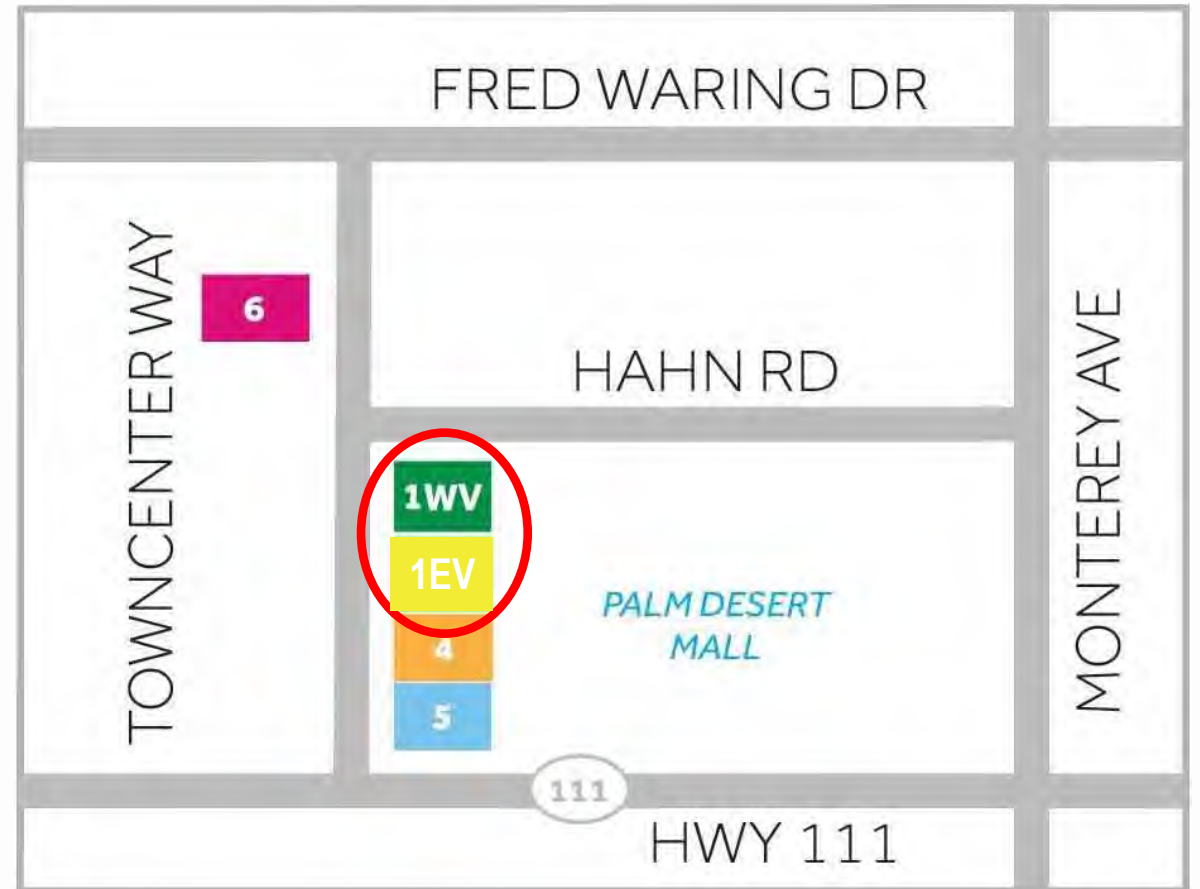 FRED WARING DR
TOWNCENTER WAY
6
HAHN RD
MONTEREY AVE
1WV
1EV
4
5
PALM DESERT
MALL
111
HWY 111